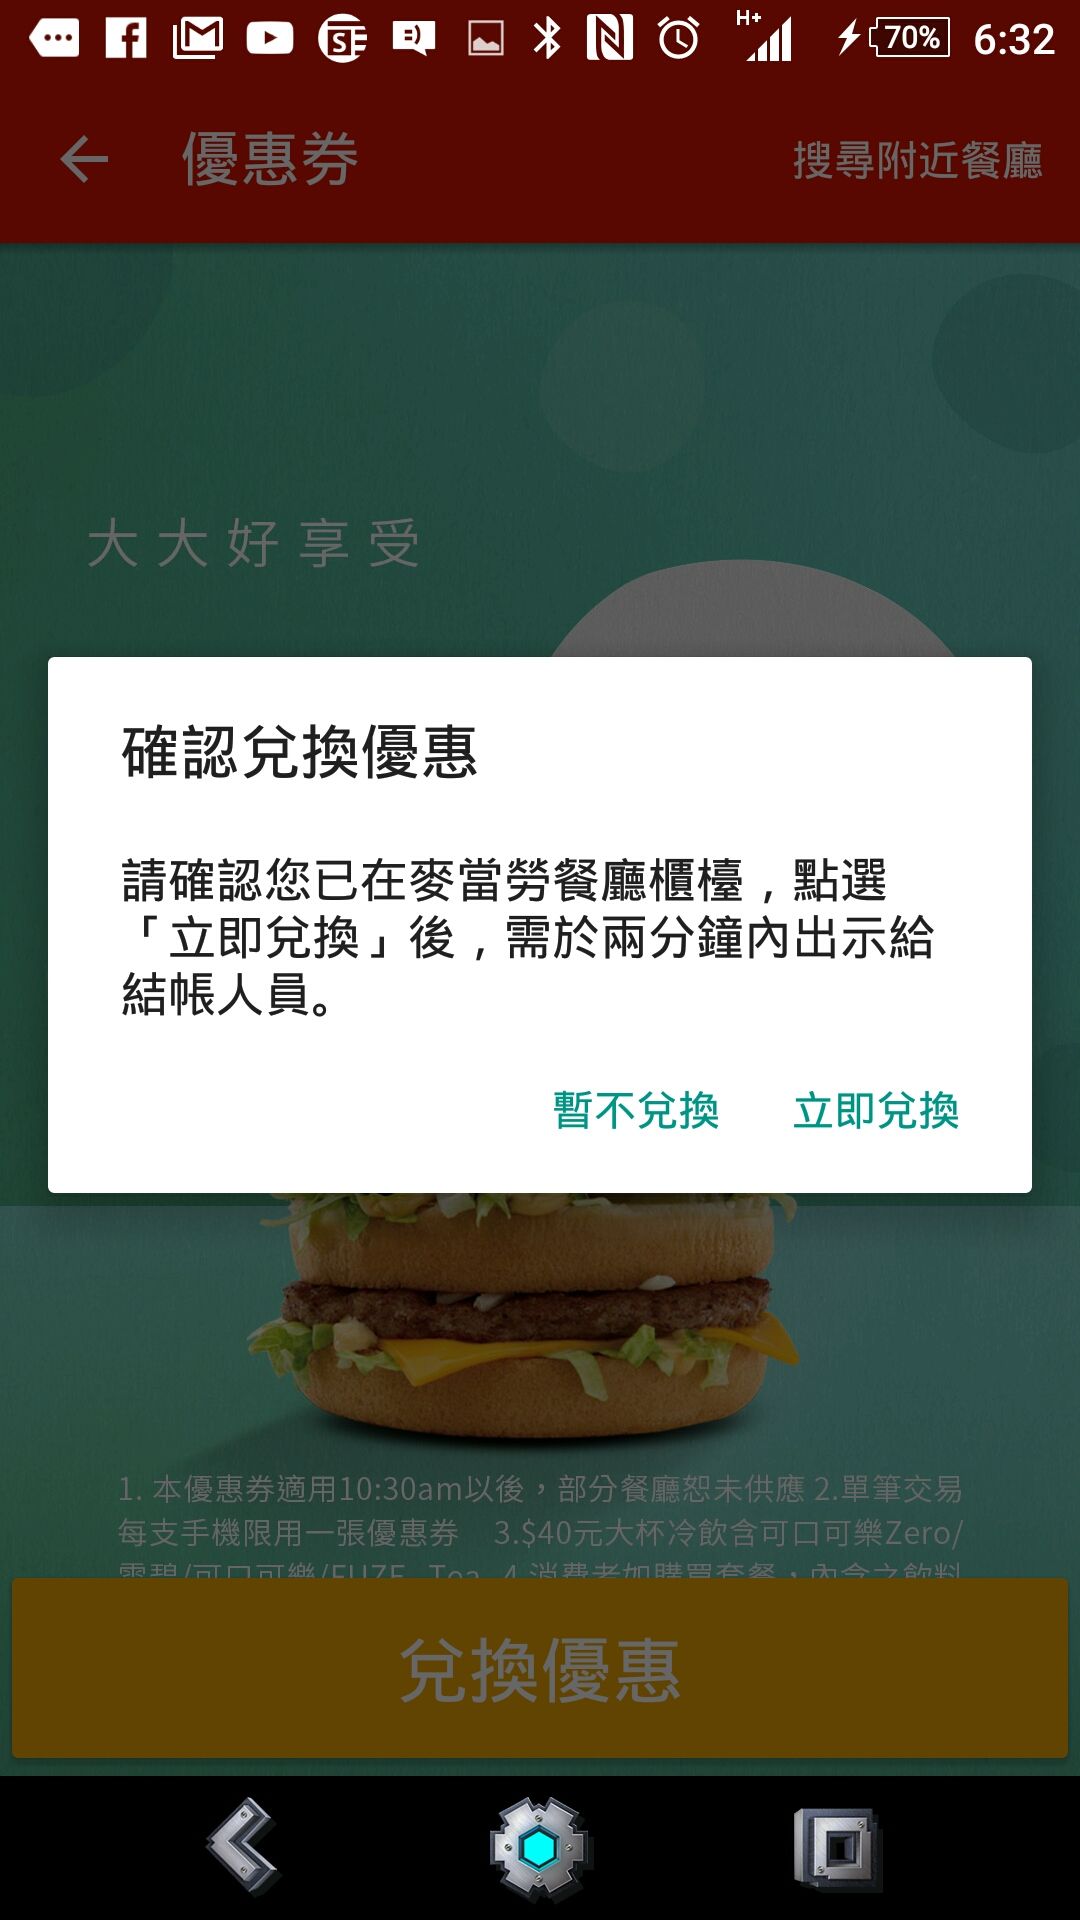 H+
70%
6:32
優惠券
搜尋附近餐廳
大大好享受
確認兌換優惠
請確認您已在麥當勞餐廳櫃檯，點選
「立即兌換」後，需於兩分鐘內出示給
結帳人員。
暫不兌換
立即兌換
1. 本優惠券適用10:30am以後，部分餐廳恕未供應 2.單筆交易
每支手機限用一張優惠券　3.$40元大杯冷飲含可口可樂Zero/
雪碧/可口可樂/FUZE Tea 4.消費者如購買套餐，內含之飲料
兌換優惠